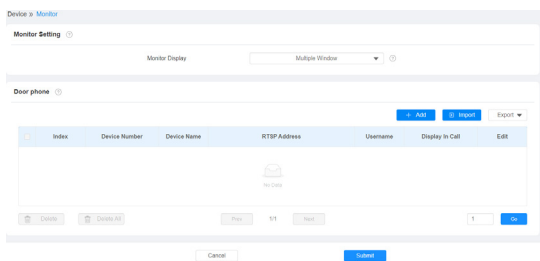 Device » Monitor
Monitor Setting ?
Monitor Display Multiple Window ?
Door phone ?
+ Add Import Export
Index Device Number Device Name RTSP Address Username Display In Call Edit
No Data
Delete Delete All Prev 1/1 Next 1 Go
Cancel Submit